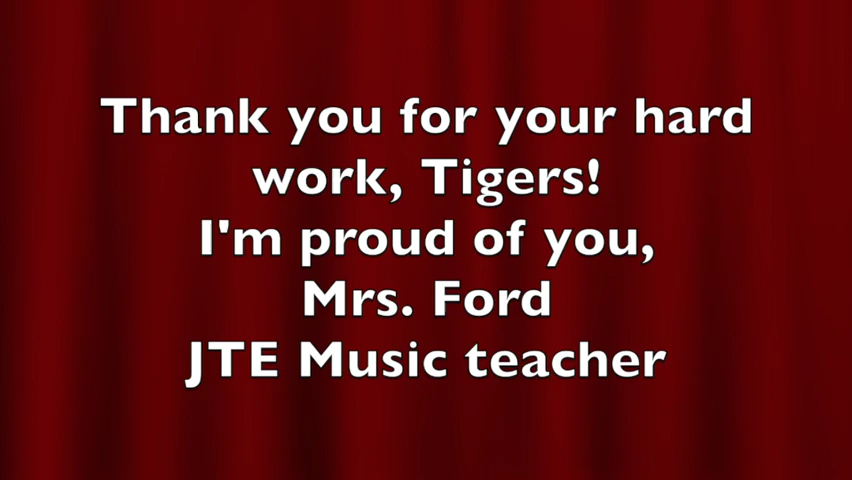 Thank you for your hard
work, Tigers!
I'm proud of you,
Mrs. Ford
JTE Music teacher